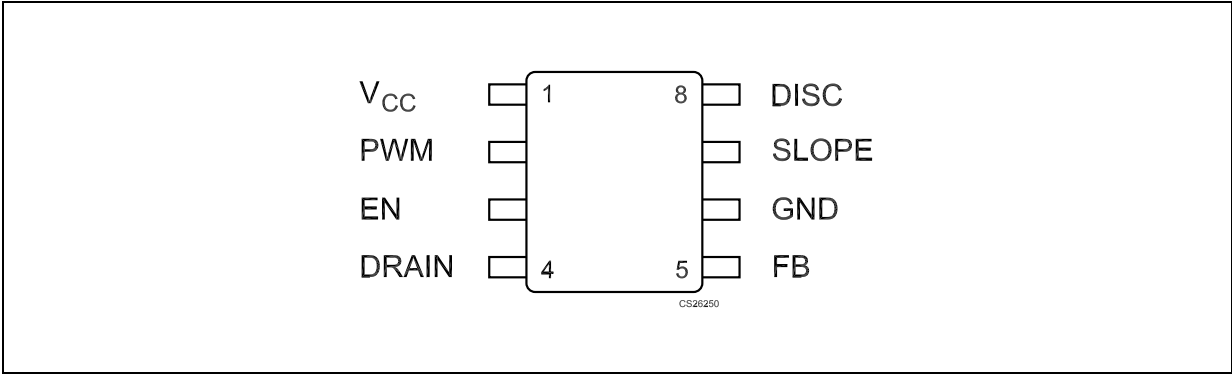 VCC 1 8 DISC
PWM SLOPE
EN GND
DRAIN 4 5 FB
CS26250